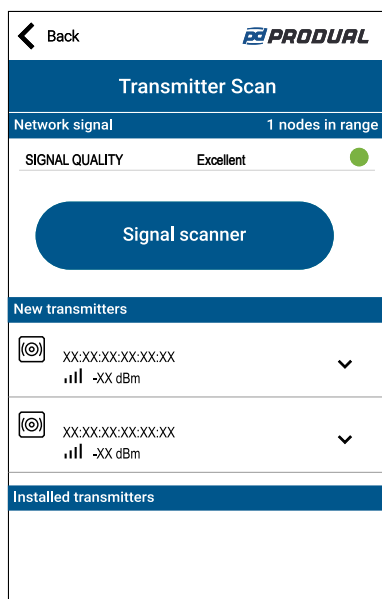 Back
PRODUAL
Transmitter Scan
Network signal 1 nodes in range
SIGNAL QUALITY Excellent
Signal scanner
New transmitters
XX:XX:XX:XX:XX:XX
-XX dBm
XX:XX:XX:XX:XX:XX
-XX dBm
Installed transmitters